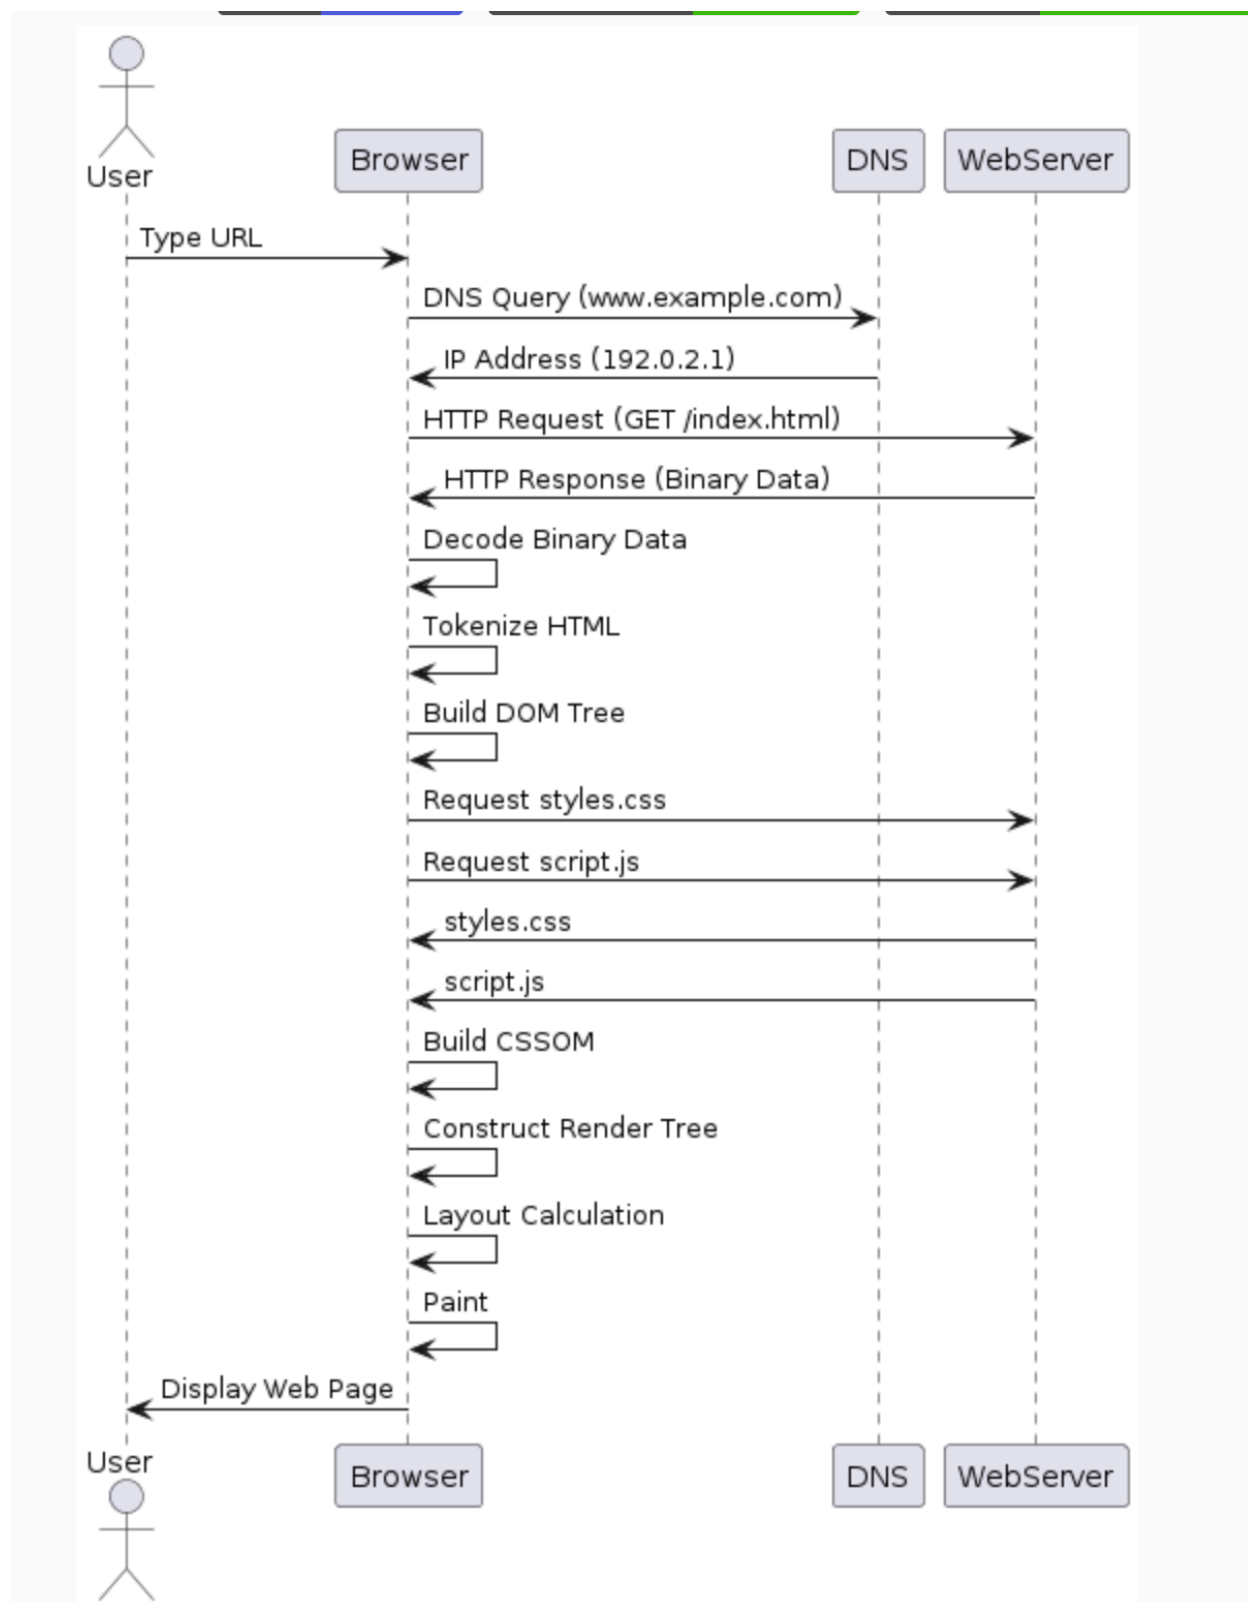 User
Browser
DNS
WebServer
Type URL
DNS Query (www.example.com)
IP Address (192.0.2.1)
HTTP Request (GET /index.html)
HTTP Response (Binary Data)
Decode Binary Data
Tokenize HTML
Build DOM Tree
Request styles.css
Request script.js
styles.css
script.js
Build CSSOM
Construct Render Tree
Layout Calculation
Paint
Display Web Page
User
Browser
DNS
WebServer